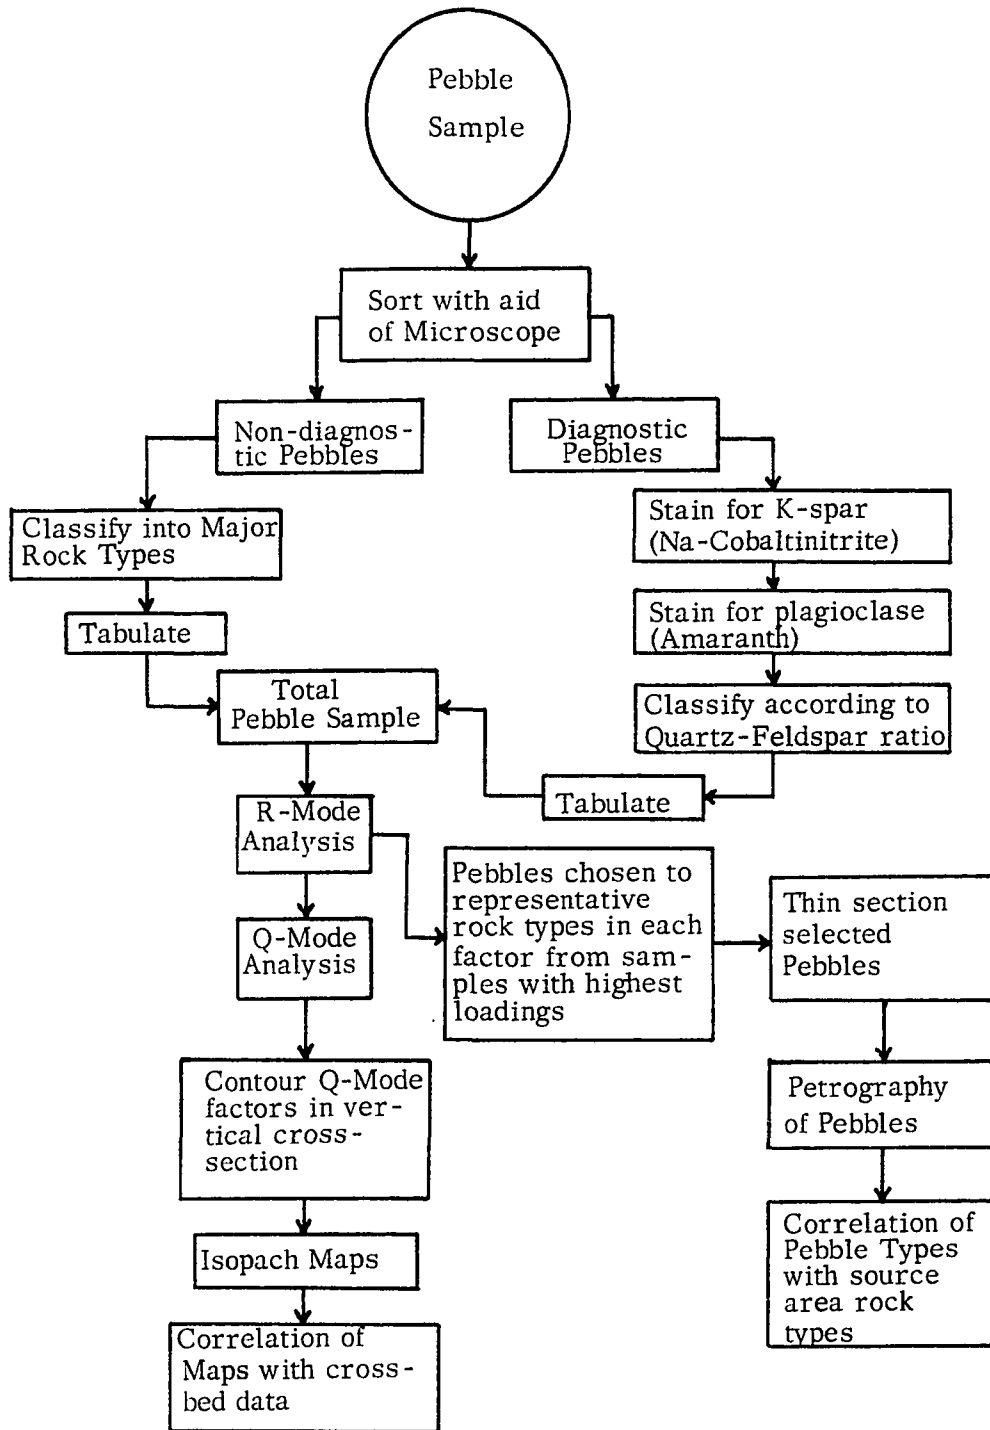 Pebble
Sample
Sort with aid
of Microscope
Non-diagnos-
tic Pebbles
Diagnostic
Pebbles
Classify into Major
Rock Types
Stain for K-spar
(Na-Cobaltinitrite)
Tabulate
Stain for plagioclase
(Amaranth)
Total
Pebble Sample
Classify according to
Quartz-Feldspar ratio
Tabulate
R-Mode
Analysis
Pebbles chosen to
representative
rock types in each
factor from sam-
ples with highest
loadings
Thin section
selected
Pebbles
Q-Mode
Analysis
Contour Q-Mode
factors in ver-
tical cross-
section
Petrography
of Pebbles
Isopach Maps
Correlation of
Pebble Types
with source
area rock
types
Correlation of
Maps with cross-
bed data